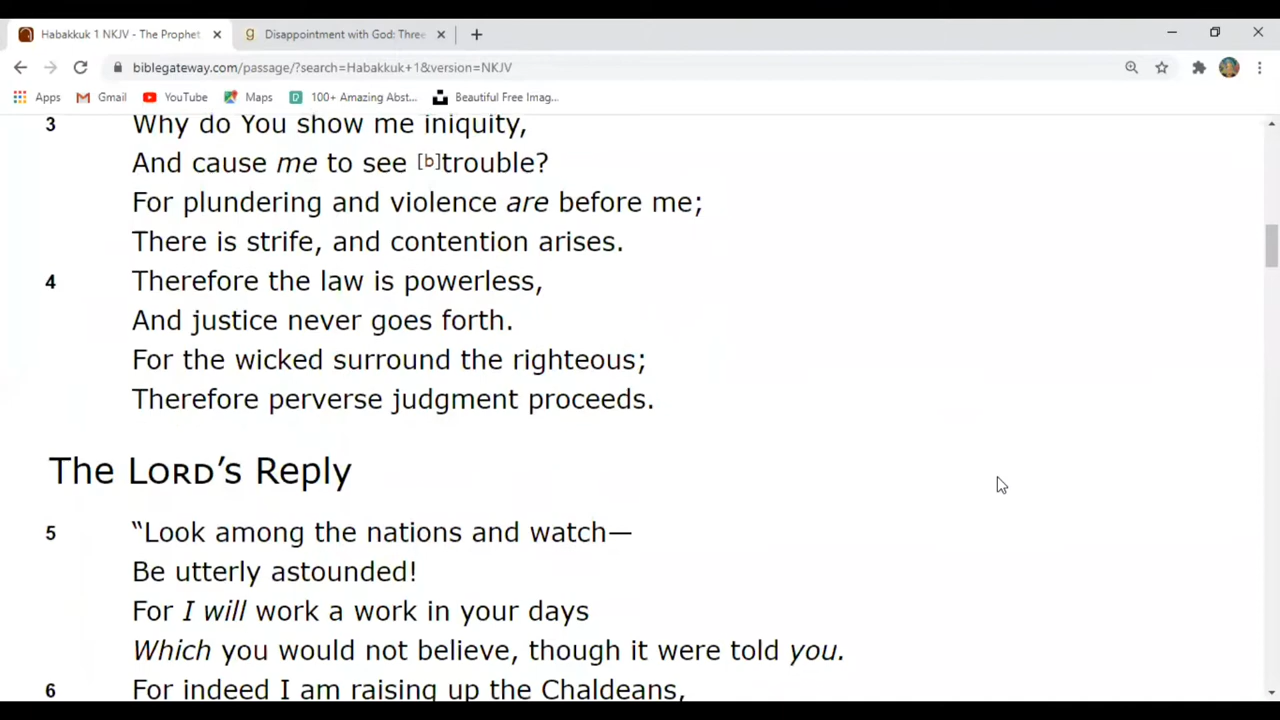 Habakkuk 1 NKJV - The Prophet
Disappointment with God: Three
biblegateway.com/passage/?search=Habakkuk+1&version=NKJV
Apps Gmail YouTube Maps 100+ Amazing Abst... Beautiful Free Imag...
3 Why do You show me iniquity,
And cause me to see [b]trouble?
For plundering and violence are before me;
There is strife, and contention arises.
4 Therefore the law is powerless,
And justice never goes forth.
For the wicked surround the righteous;
Therefore perverse judgment proceeds.
The LORD’s Reply
5 “Look among the nations and watch—
Be utterly astounded!
For I will work a work in your days
Which you would not believe, though it were told you.
6 For indeed I am raising up the Chaldeans,